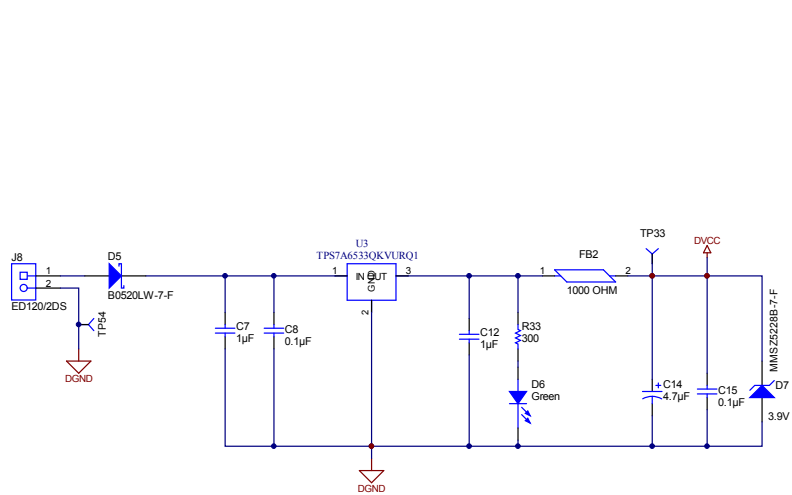 J8
1
2
ED120/2DS
TP54
DGND
D5
B0520LW-7-F
C7
1µF
C8
0.1µF
U3
TPS7A6533QKVURQ1
1
IN OUT
GND
3
2
DGND
C12
1µF
R33
300
D6
Green
FB2
1
2
1000 OHM
TP33
DVCC
C14
+
4.7µF
C15
0.1µF
MMSZ5228B-7-F
D7
3.9V